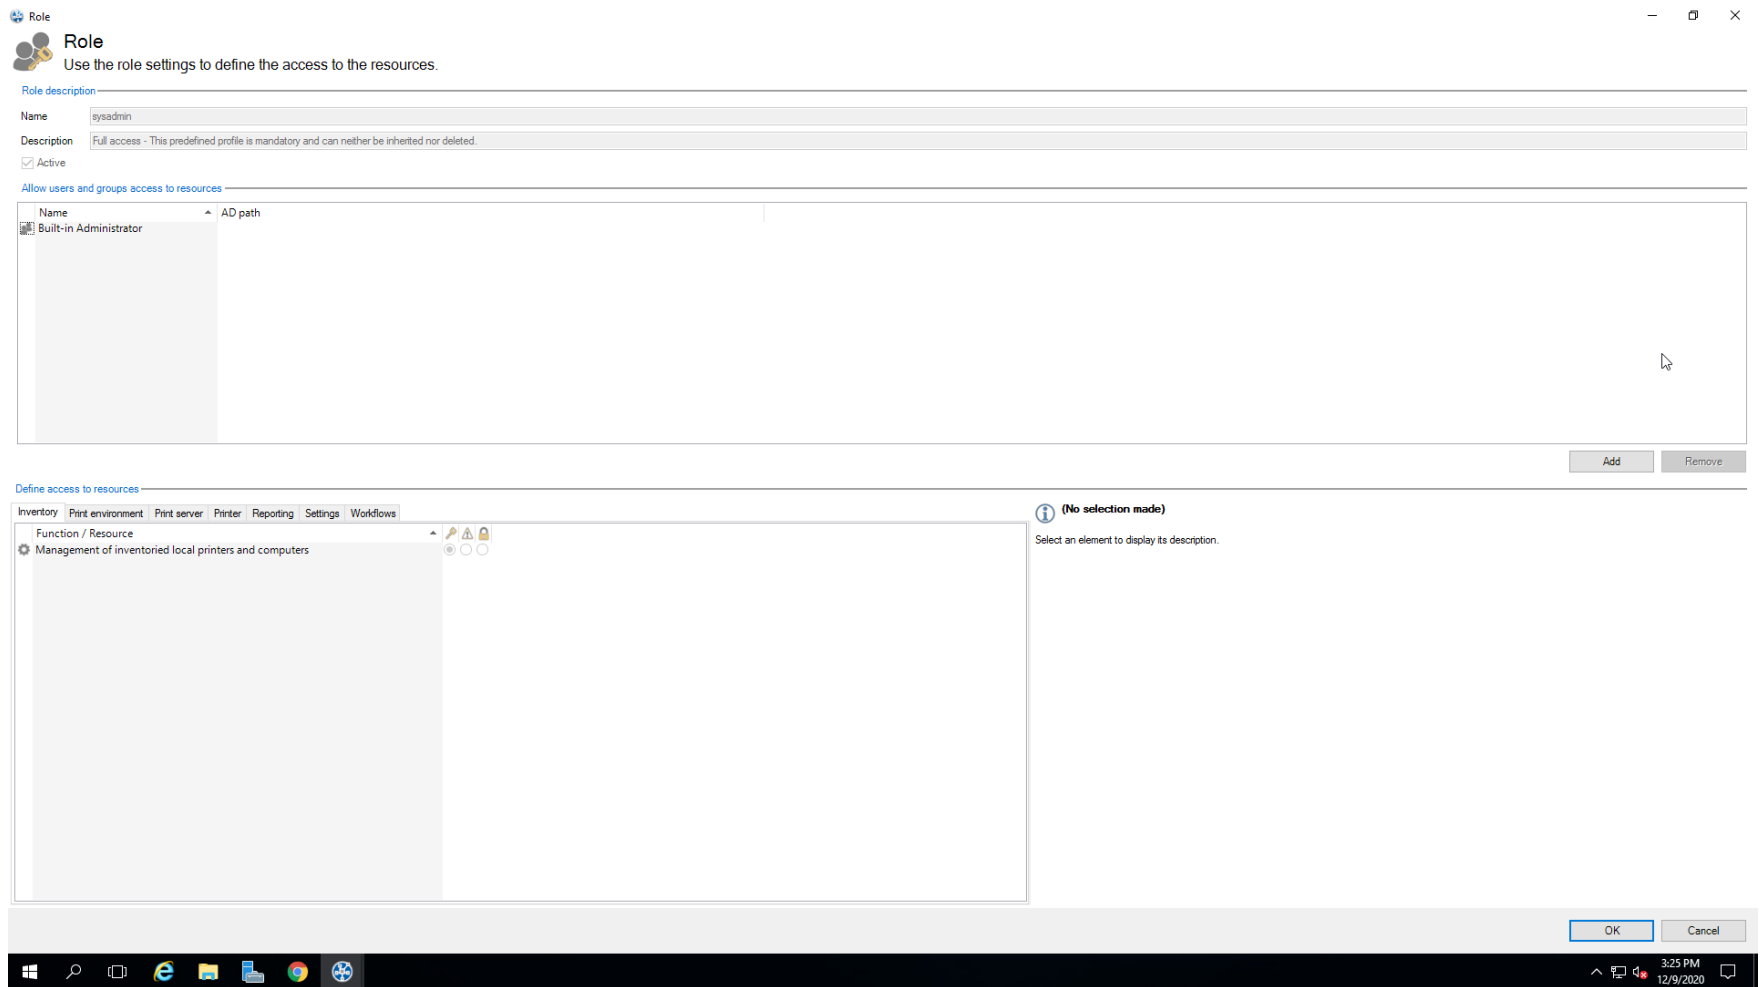 Role
Role
Use the role settings to define the access to the resources.
Role description
Name
sysadmin
Description
Full access - This predefined profile is mandatory and can neither be inherited nor deleted.
Active
Allow users and groups access to resources
Name AD path
Built-in Administrator
Add Remove
Define access to resources
Inventory Print environment Print server Printer Reporting Settings Workflows
Function / Resource
Management of inventoried local printers and computers
(No selection made)
Select an element to display its description.
OK Cancel
3:25 PM
12/9/2020